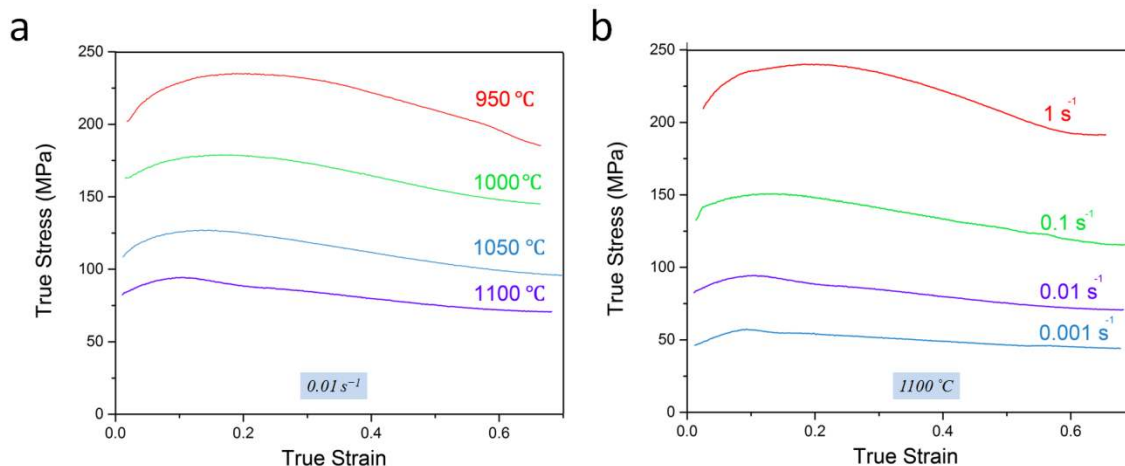 a
250
200
150
100
50
0
0.0 0.2 0.4 0.6
True Stress (MPa)
True Strain
950 °C
1000 °C
1050 °C
1100 °C
0.01 s⁻¹
b
250
200
150
100
50
0
0.0 0.2 0.4 0.6
True Stress (MPa)
True Strain
1 s⁻¹
0.1 s⁻¹
0.01 s⁻¹
0.001 s⁻¹
1100 °C